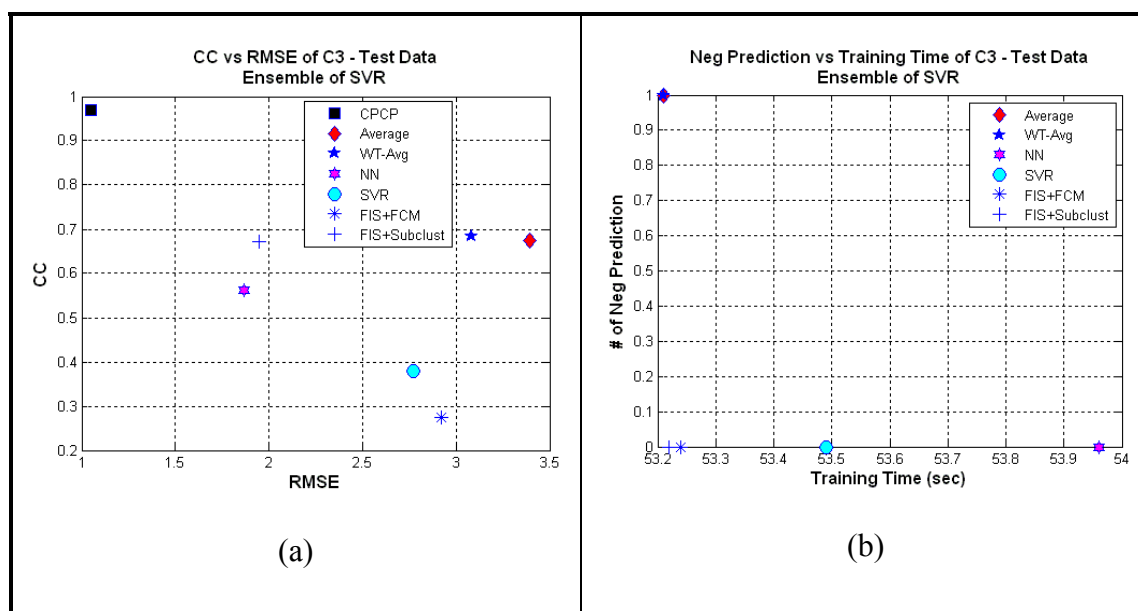 CC vs RMSE of C3 - Test Data
Ensemble of SVR
1
0.9
0.8
0.7
0.6
0.5
0.4
0.3
0.2
CC
CPCP
Average
WT-Avg
NN
SVR
FIS+FCM
FIS+Subclust
1 1.5 2 2.5 3 3.5
RMSE
(a)
Neg Prediction vs Training Time of C3 - Test Data
Ensemble of SVR
1
0.9
0.8
0.7
0.6
0.5
0.4
0.3
0.2
0.1
0
# of Neg Prediction
Average
WT-Avg
NN
SVR
FIS+FCM
FIS+Subclust
53.2 53.3 53.4 53.5 53.6 53.7 53.8 53.9 54
Training Time (sec)
(b)